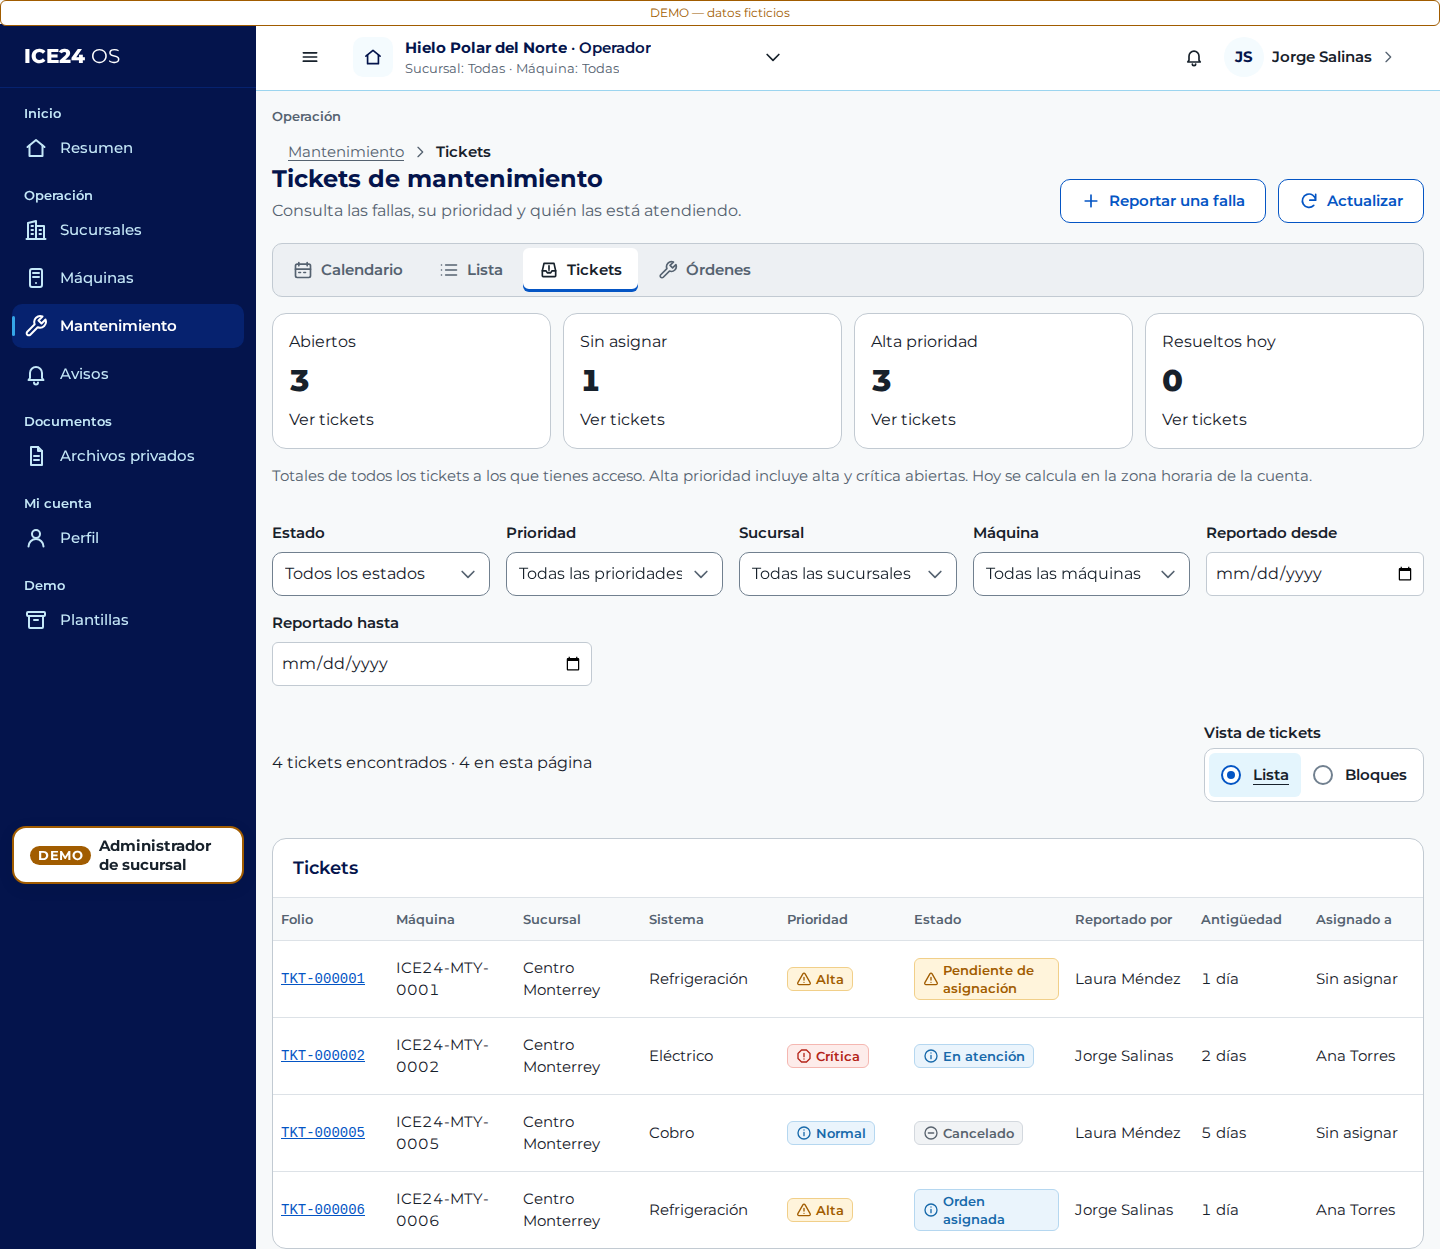 DEMO — datos ficticios
ICE24 OS
Inicio
Resumen
Operación
Sucursales
Máquinas
Mantenimiento
Avisos
Documentos
Archivos privados
Mi cuenta
Perfil
Demo
Plantillas
DEMO Administrador de sucursal
Hielo Polar del Norte · Operador
Sucursal: Todas · Máquina: Todas
JS Jorge Salinas
Operación
Mantenimiento > Tickets
Tickets de mantenimiento
Consulta las fallas, su prioridad y quién las está atendiendo.
Reportar una falla
Actualizar
Calendario Lista Tickets Órdenes
Abiertos
3
Ver tickets
Sin asignar
1
Ver tickets
Alta prioridad
3
Ver tickets
Resueltos hoy
0
Ver tickets
Totales de todos los tickets a los que tienes acceso. Alta prioridad incluye alta y crítica abiertas. Hoy se calcula en la zona horaria de la cuenta.
Estado
Todos los estados
Prioridad
Todas las prioridades
Sucursal
Todas las sucursales
Máquina
Todas las máquinas
Reportado desde
mm/dd/yyyy
Reportado hasta
mm/dd/yyyy
4 tickets encontrados · 4 en esta página
Vista de tickets
Lista Bloques
Tickets
Folio Máquina Sucursal Sistema Prioridad Estado Reportado por Antigüedad Asignado a
TKT-000001 ICE24-MTY-0001 Centro Monterrey Refrigeración Alta Pendiente de asignación Laura Méndez 1 día Sin asignar
TKT-000002 ICE24-MTY-0002 Centro Monterrey Eléctrico Crítica En atención Jorge Salinas 2 días Ana Torres
TKT-000005 ICE24-MTY-0005 Centro Monterrey Cobro Normal Cancelado Laura Méndez 5 días Sin asignar
TKT-000006 ICE24-MTY-0006 Centro Monterrey Refrigeración Alta Orden asignada Jorge Salinas 1 día Ana Torres